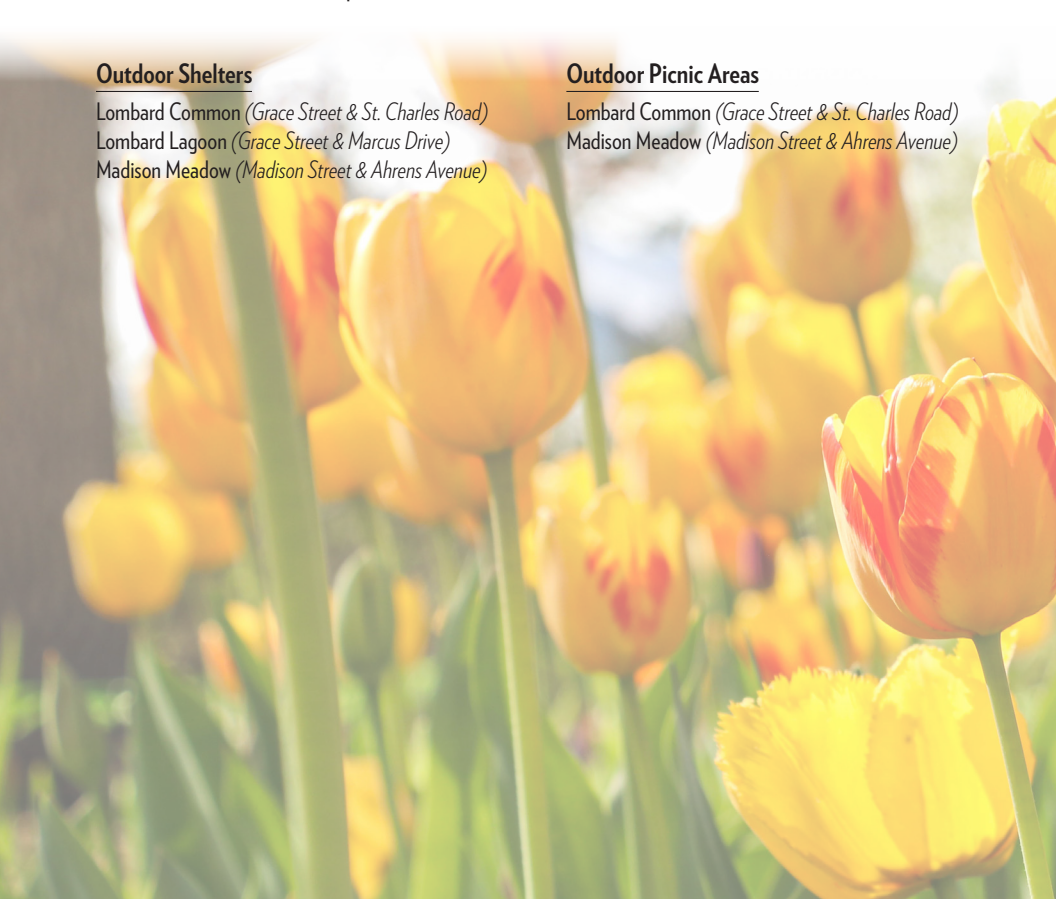 Outdoor Shelters
Lombard Common (Grace Street & St. Charles Road)
Lombard Lagoon (Grace Street & Marcus Drive)
Madison Meadow (Madison Street & Ahrens Avenue)
Outdoor Picnic Areas
Lombard Common (Grace Street & St. Charles Road)
Madison Meadow (Madison Street & Ahrens Avenue)